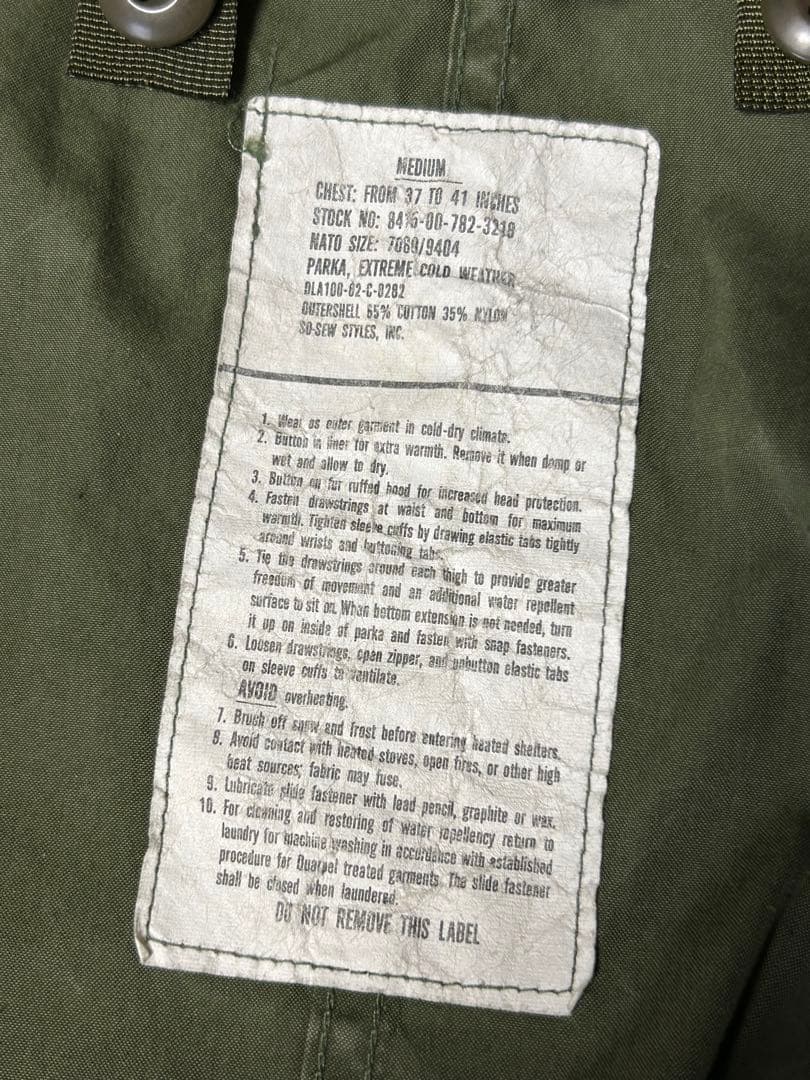 MEDIUM
CHEST: FROM 37 TO 41 INCHES
STOCK NO: 8415-00-782-3218
NATO SIZE: 7080/9404
PARKA, EXTREME COLD WEATHER
DLA100-82-C-0282
OUTERSHELL 65% COTTON 35% NYLON
SO-SEW STYLES, INC.
1. Wear as outer garment in cold-dry climate.
2. Button in liner for extra warmth. Remove it when damp or
wet and allow to dry.
3. Button on fur ruffed hood for increased head protection.
4. Fasten drawstrings at waist and bottom for maximum
warmth. Tighten sleeve cuffs by drawing elastic tabs tightly
around wrists and buttoning tabs.
5. Tie the drawstrings around each thigh to provide greater
freedom of movement and an additional water repellent
surface to sit on. When bottom extension is not needed, turn
it up on inside of parka and fasten with snap fasteners.
6. Loosen drawstrings, open zipper, and unbutton elastic tabs
on sleeve cuffs to ventilate.
AVOID overheating.
7. Brush off snow and frost before entering heated shelters.
8. Avoid contact with heated stoves, open fires, or other high
heat sources; fabric may fuse.
9. Lubricate slide fastener with lead pencil, graphite or wax.
10. For cleaning and restoring of water repellency return to
laundry for machine washing in accordance with established
procedure for Quarpel treated garments. The slide fastener
shall be closed when laundered.
DO NOT REMOVE THIS LABEL